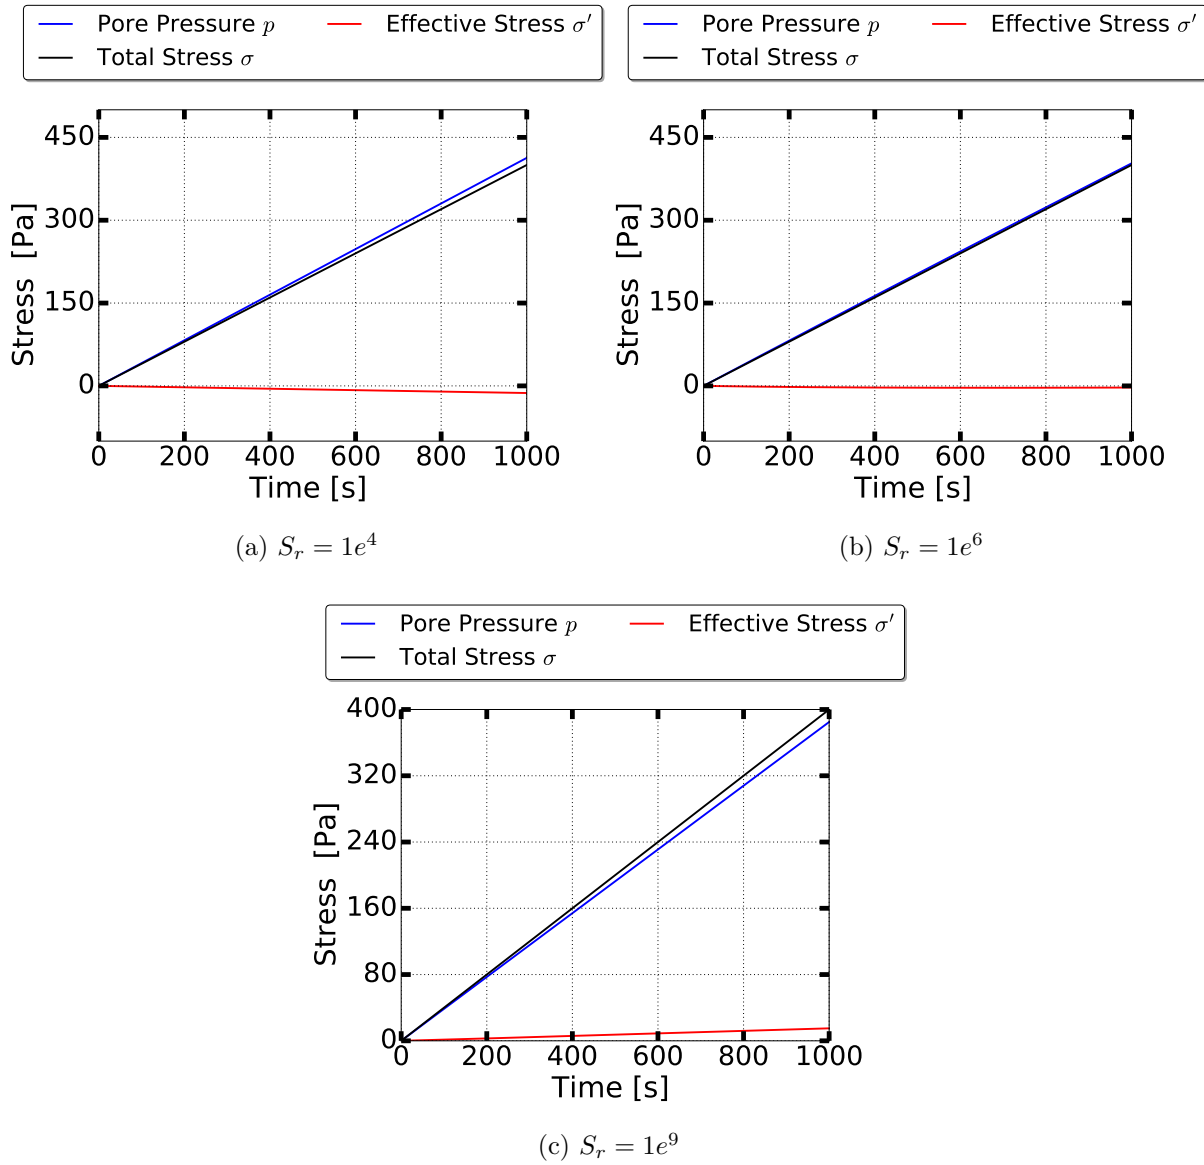 Pore Pressure p Effective Stress σ′
Total Stress σ
Pore Pressure p Effective Stress σ′
Total Stress σ
450
300
150
0
Stress [Pa]
0 200 400 600 800 1000
Time [s]
(a) S_r = 1e^4
450
300
150
0
Stress [Pa]
0 200 400 600 800 1000
Time [s]
(b) S_r = 1e^6
Pore Pressure p Effective Stress σ′
Total Stress σ
400
320
240
160
80
0
Stress [Pa]
0 200 400 600 800 1000
Time [s]
(c) S_r = 1e^9